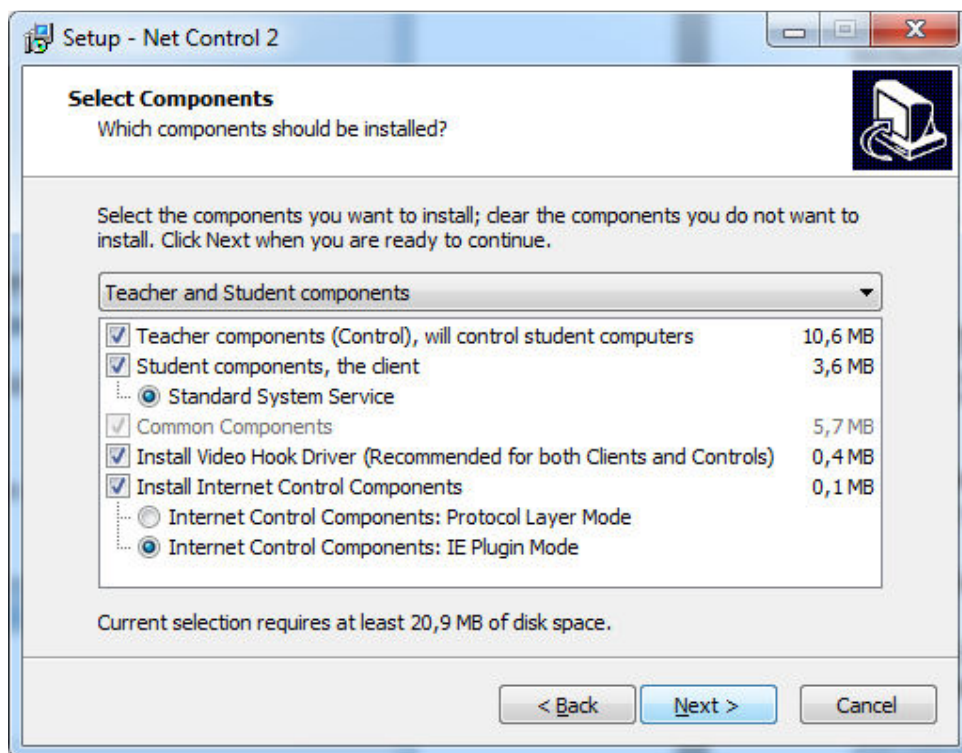 Setup - Net Control 2
Select Components
Which components should be installed?
Select the components you want to install; clear the components you do not want to
install. Click Next when you are ready to continue.
Teacher and Student components
Teacher components (Control), will control student computers 10,6 MB
Student components, the client 3,6 MB
Standard System Service
Common Components 5,7 MB
Install Video Hook Driver (Recommended for both Clients and Controls) 0,4 MB
Install Internet Control Components 0,1 MB
Internet Control Components: Protocol Layer Mode
Internet Control Components: IE Plugin Mode
Current selection requires at least 20,9 MB of disk space.
< Back Next > Cancel